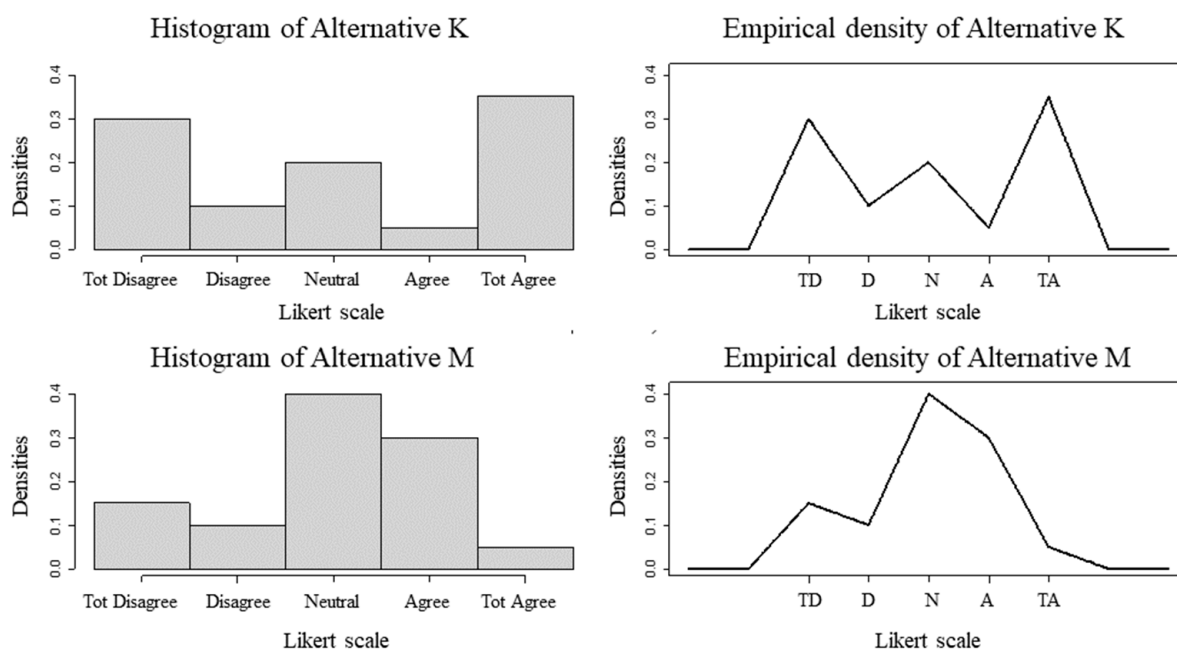 Histogram of Alternative K
Densities
0.0 0.1 0.2 0.3 0.4
Tot Disagree Disagree Neutral Agree Tot Agree
Likert scale
Empirical density of Alternative K
Densities
0.0 0.1 0.2 0.3 0.4
TD D N A TA
Likert scale
Histogram of Alternative M
Densities
0.0 0.1 0.2 0.3 0.4
Tot Disagree Disagree Neutral Agree Tot Agree
Likert scale
Empirical density of Alternative M
Densities
0.0 0.1 0.2 0.3 0.4
TD D N A TA
Likert scale